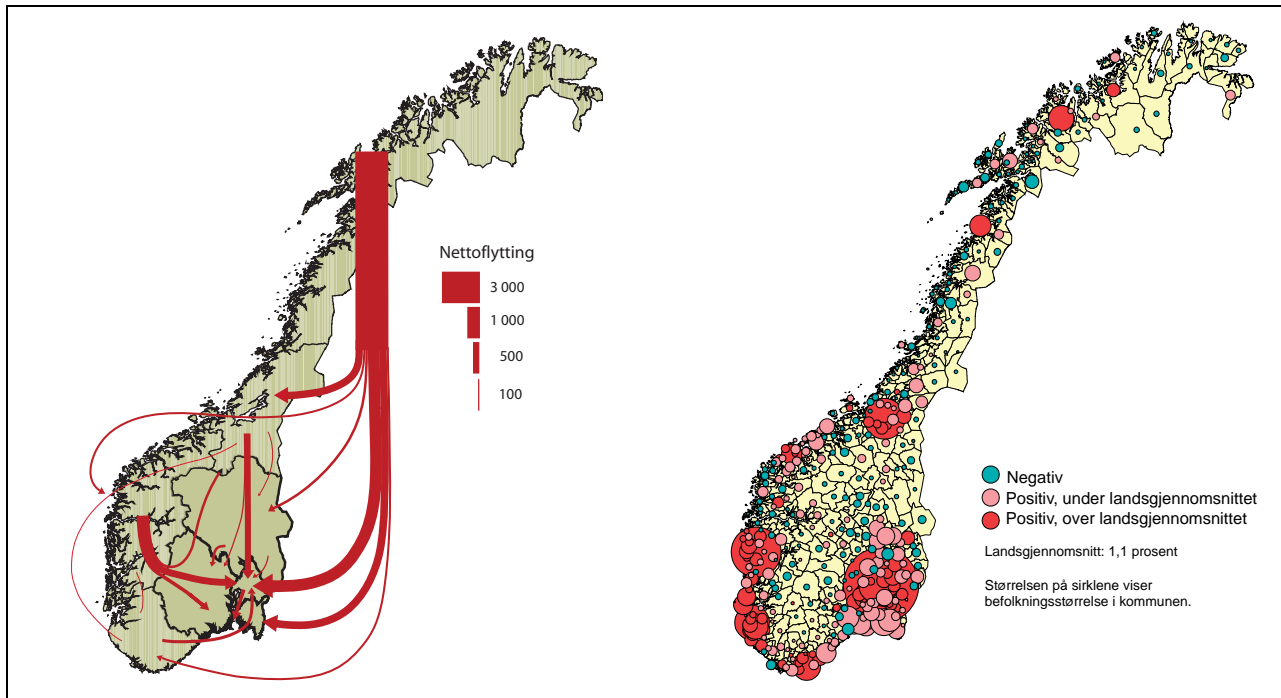 Nettoflytting
3 000
1 000
500
100
Negativ
Positiv, under landsgjennomsnittet
Positiv, over landsgjennomsnittet
Landsgjennomsnitt: 1,1 prosent
Størrelsen på sirklene viser
befolkningsstørrelse i kommunen.